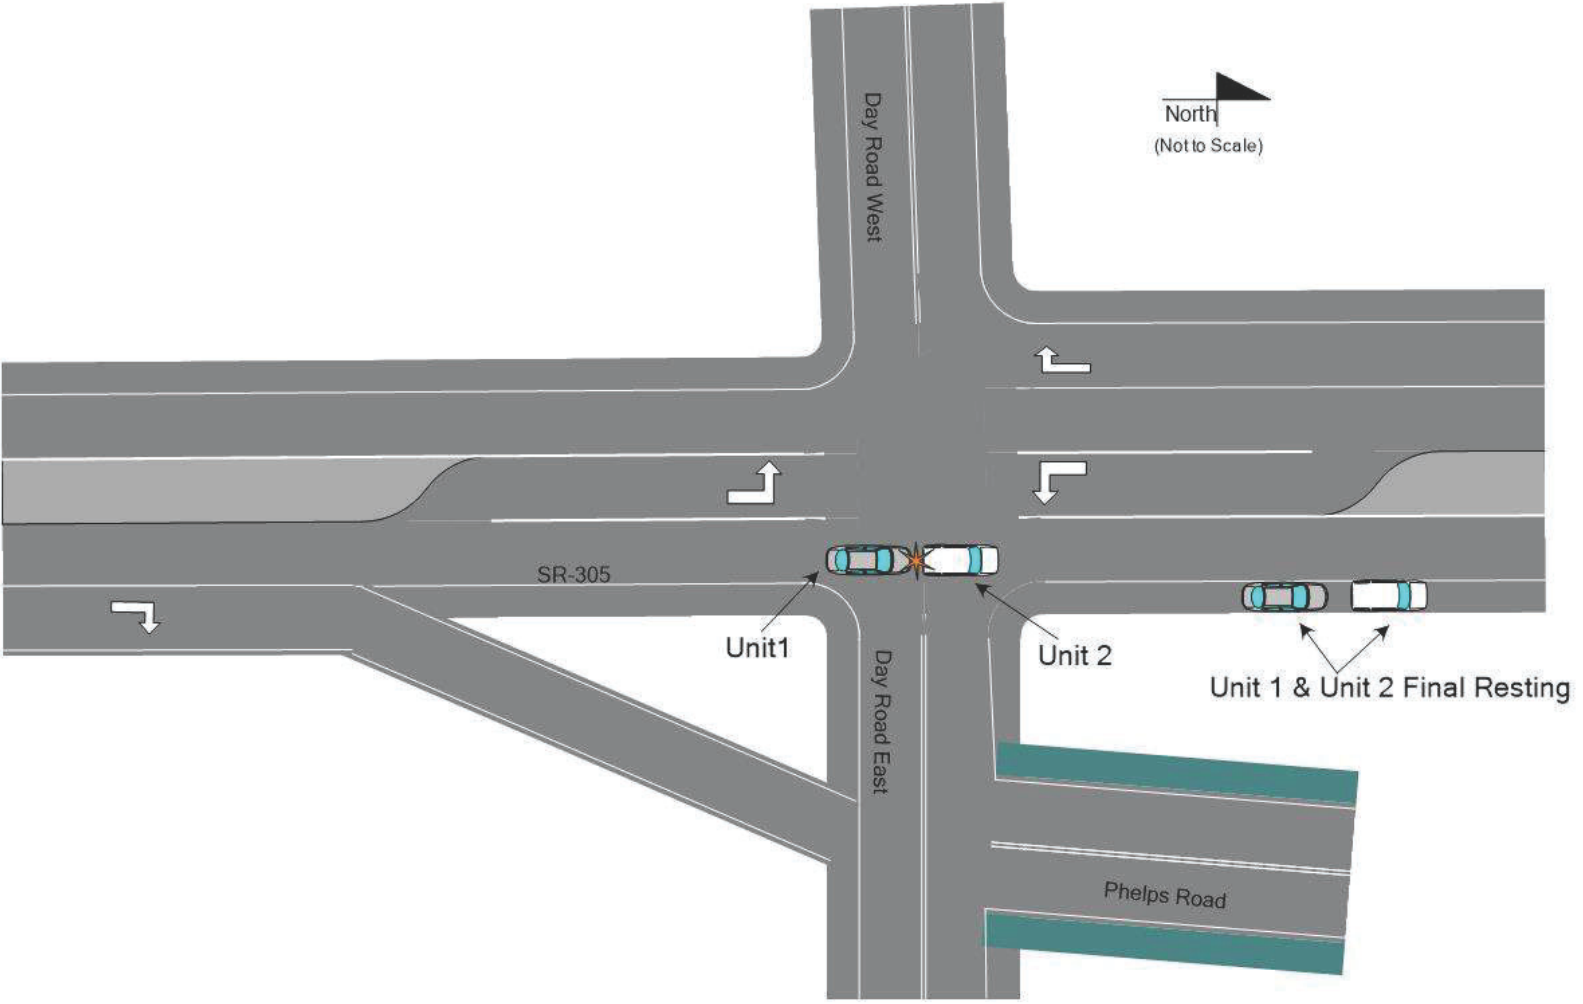 Day Road West
North
(Not to Scale)
SR-305
Unit1
Unit 2
Day Road East
Unit 1 & Unit 2 Final Resting
Phelps Road